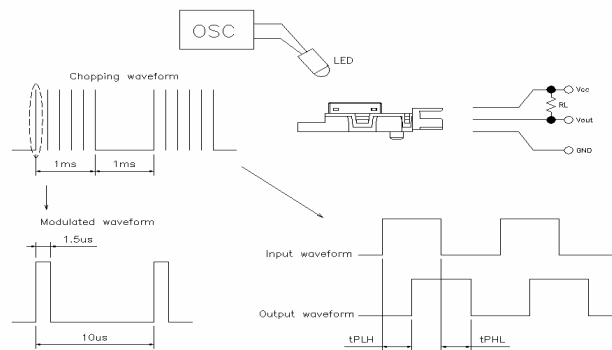 OSC
LED
Chopping waveform
Vcc
RL
Vout
GND
1ms 1ms
Modulated waveform
1.5us
10us
Input waveform
Output waveform
tPLH tPHL